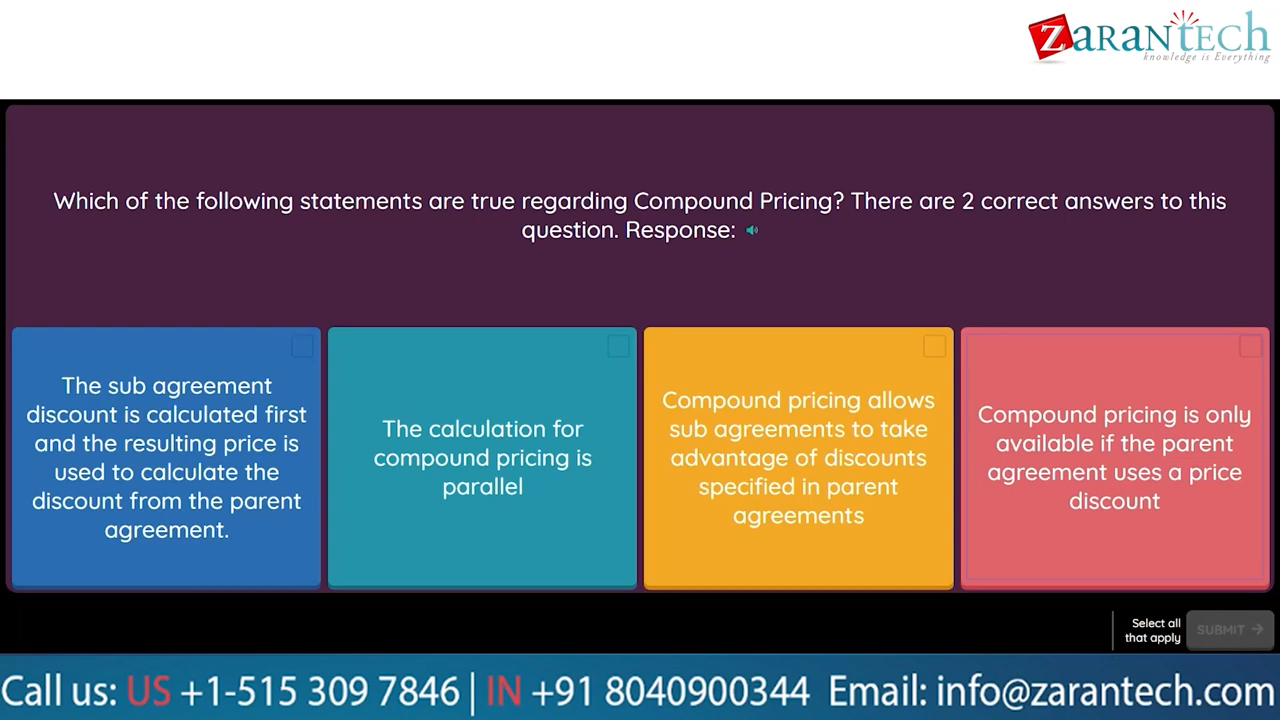 ZARANTECH
knowledge is Everything
Which of the following statements are true regarding Compound Pricing? There are 2 correct answers to this
question. Response:
The sub agreement
discount is calculated first
and the resulting price is
used to calculate the
discount from the parent
agreement.
The calculation for
compound pricing is
parallel
Compound pricing allows
sub agreements to take
advantage of discounts
specified in parent
agreements
Compound pricing is only
available if the parent
agreement uses a price
discount
Select all
that apply
SUBMIT →
Call us: US +1-515 309 7846 | IN +91 8040900344 Email: info@zarantech.com